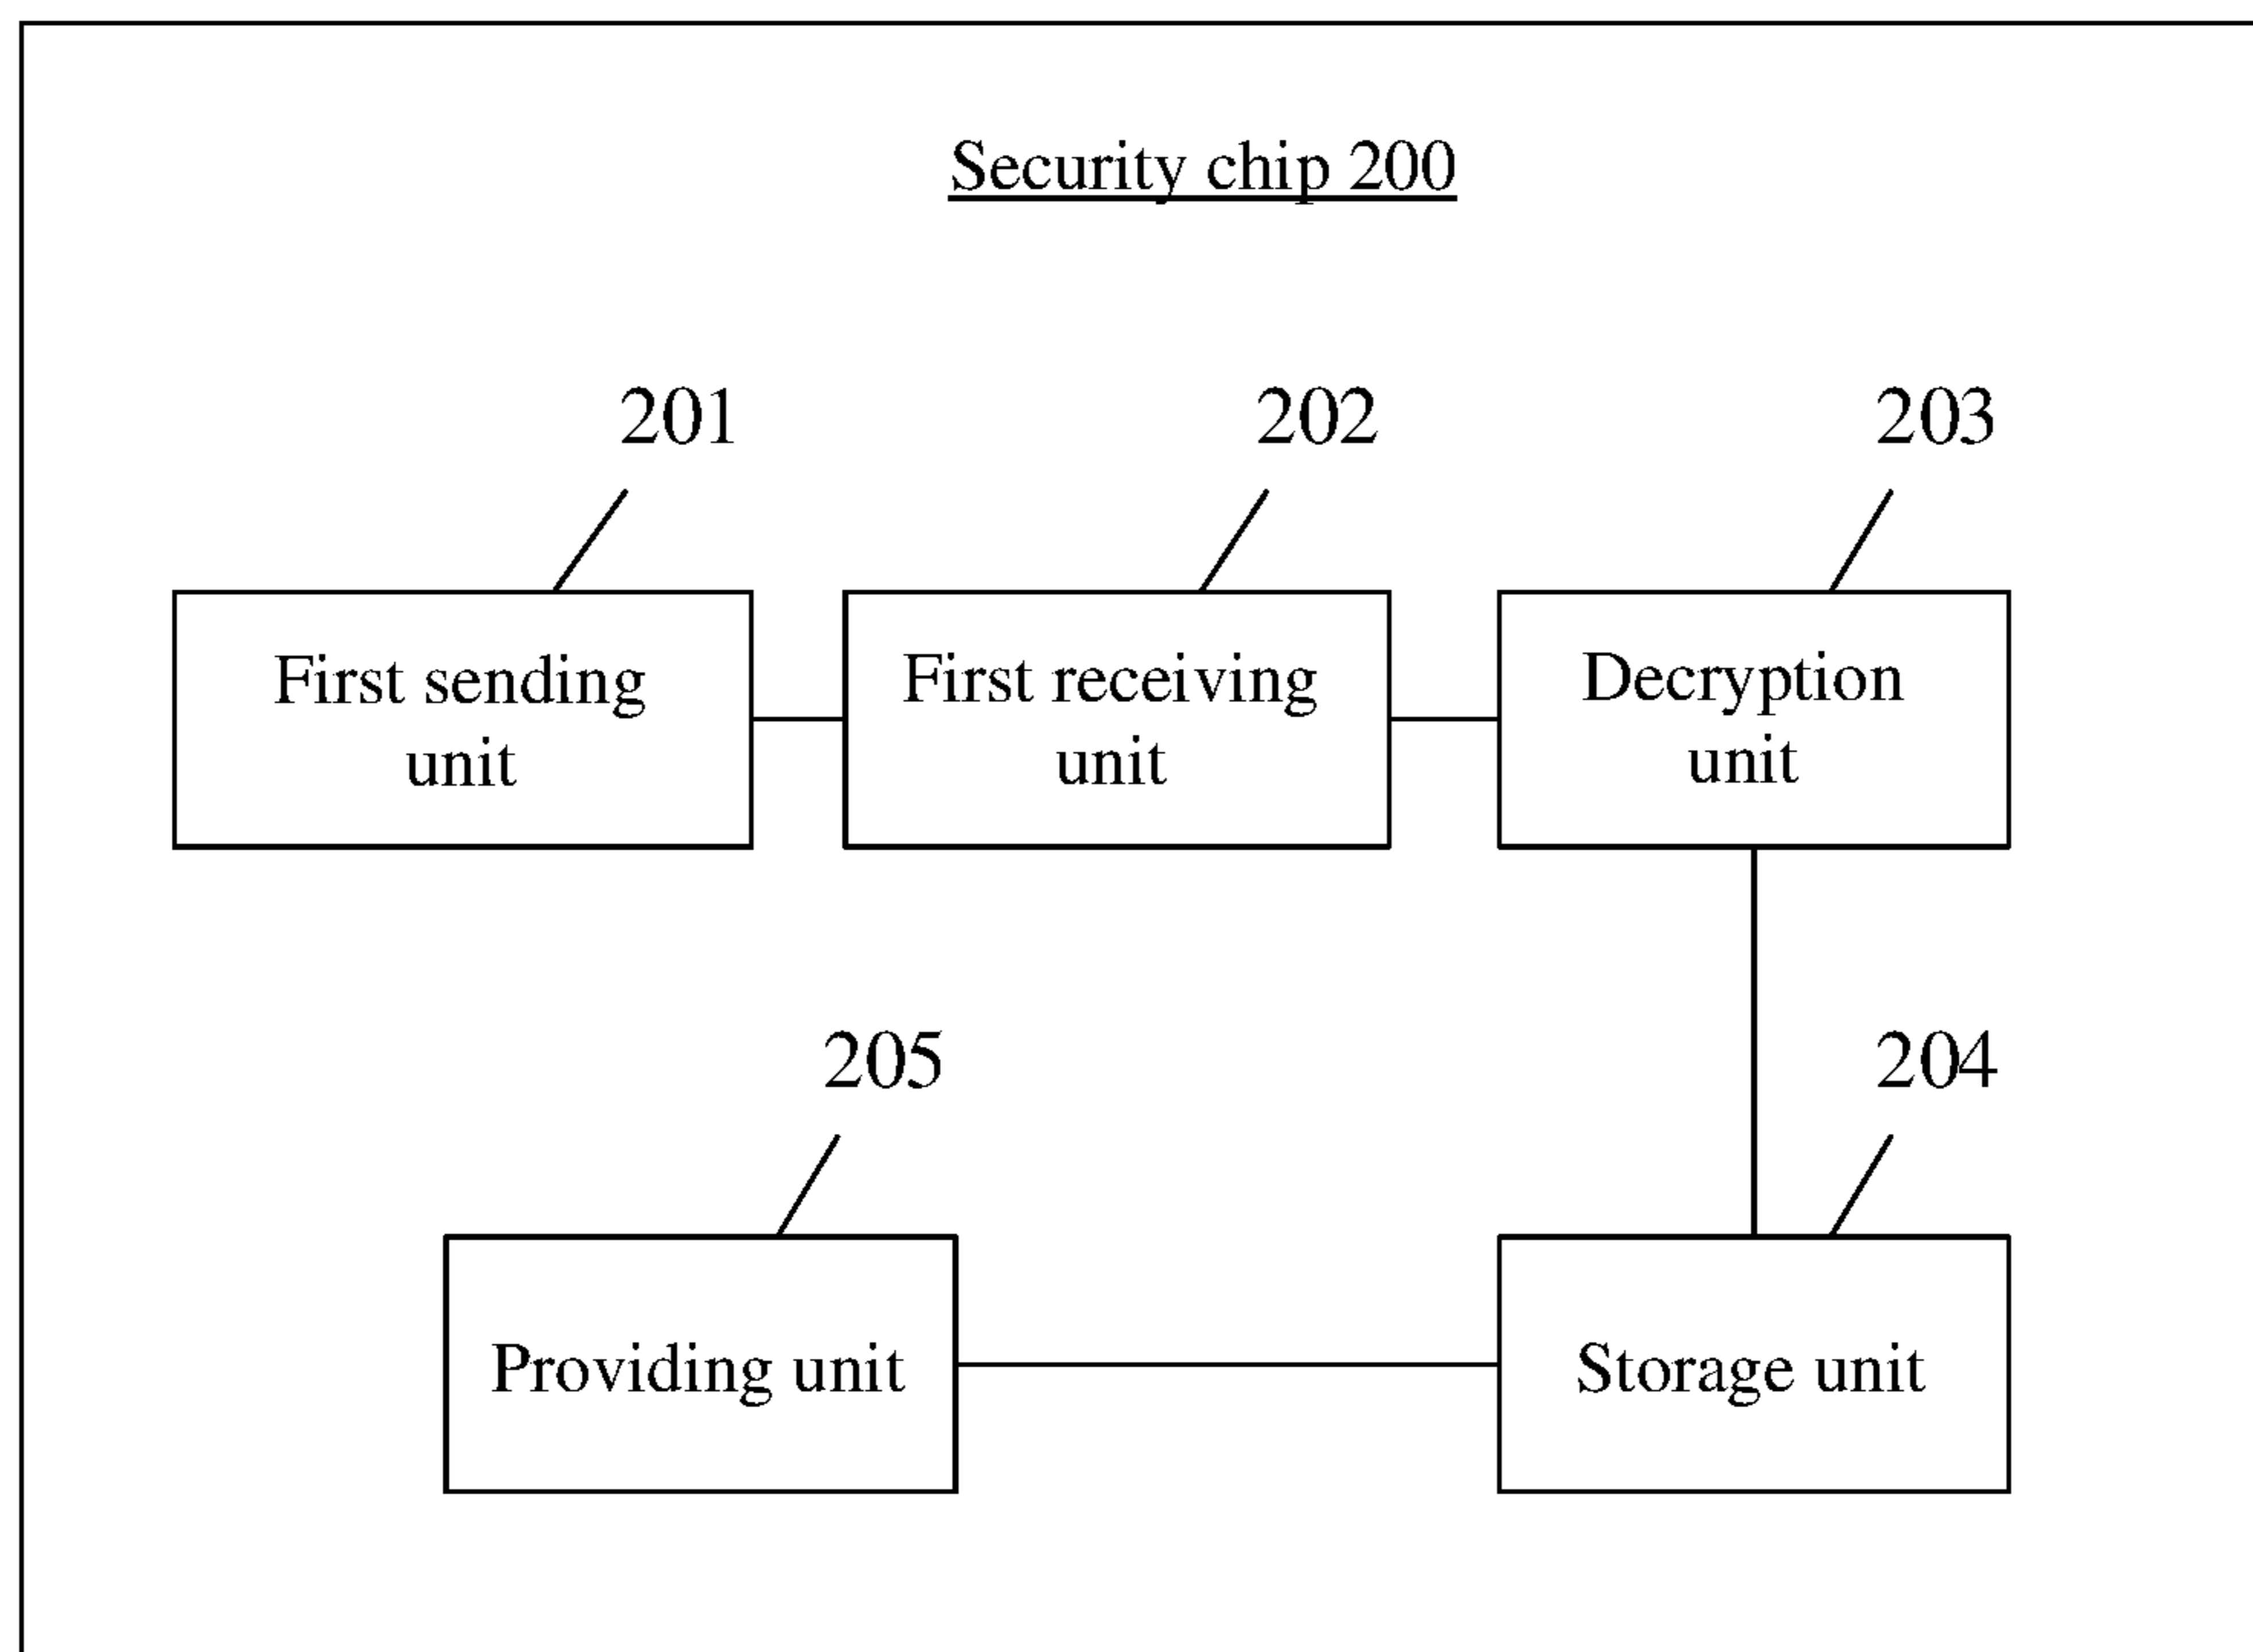 Security chip 200
201
202
203
First sending
unit
First receiving
unit
Decryption
unit
205
204
Providing unit
Storage unit